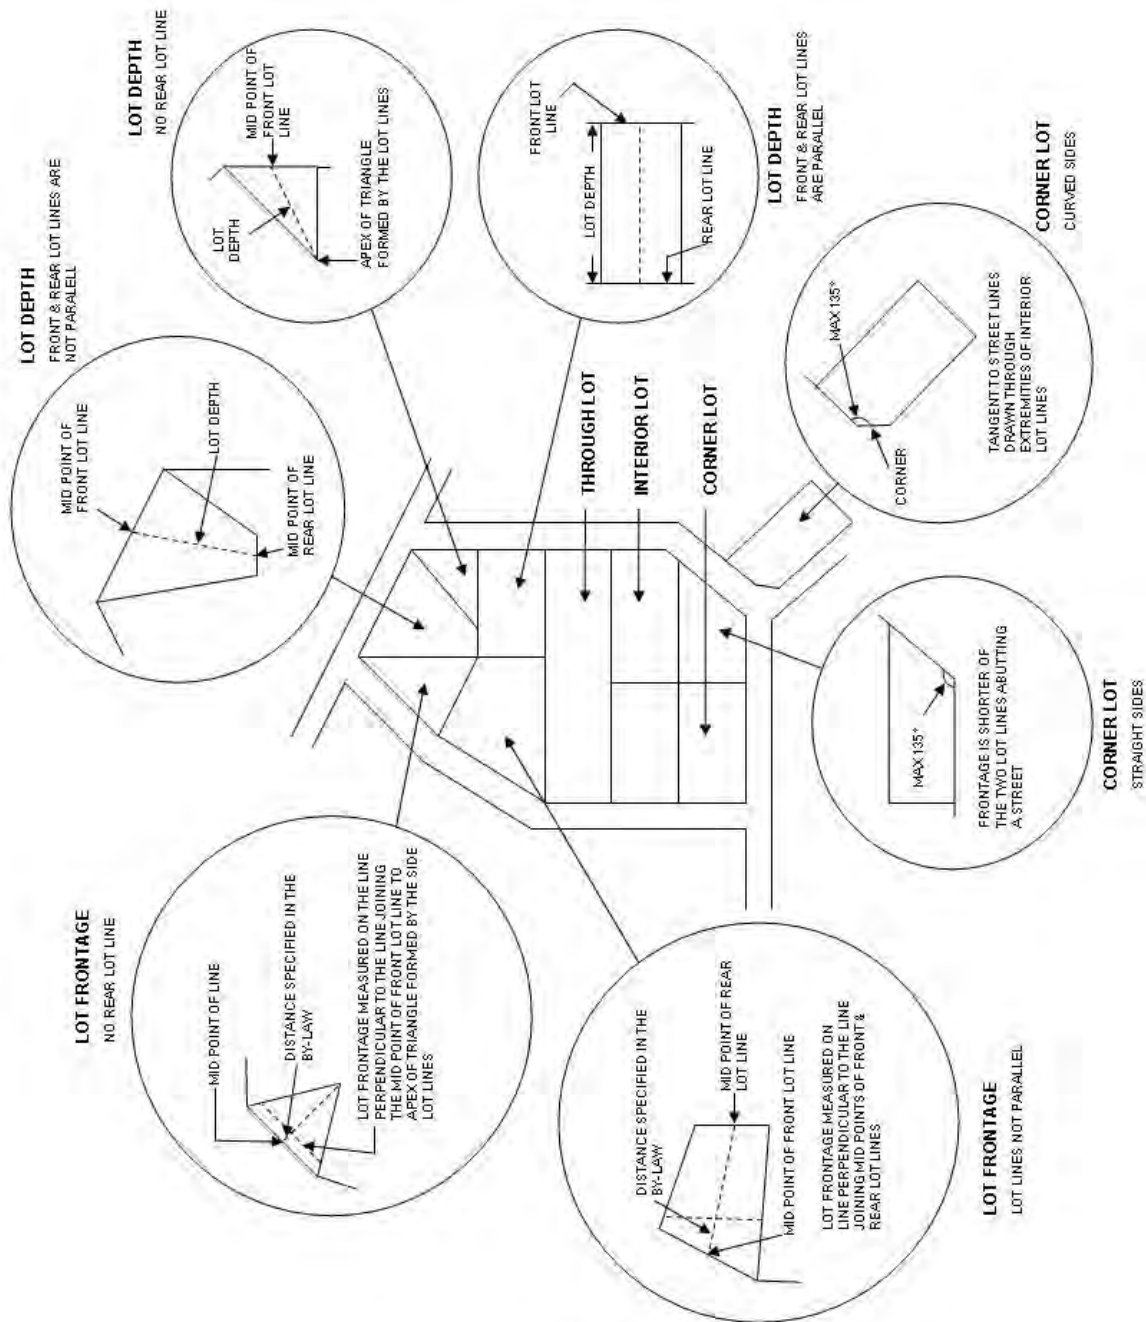 LOT DEPTH
NO REAR LOT LINE
MID POINT OF
FRONT LOT
LINE
LOT
DEPTH
APEX OF TRIANGLE
FORMED BY THE LOT LINES
LOT DEPTH
FRONT & REAR LOT LINES ARE
NOT PARALELL
MID POINT OF
FRONT LOT LINE
LOT DEPTH
MID POINT OF
REAR LOT LINE
FRONT LOT
LINE
LOT DEPTH
REAR LOT LINE
LOT DEPTH
FRONT & REAR LOT LINES
ARE PARALLEL
CORNER LOT
CURVED SIDES
MAX 135°
CORNER
TANGENT TO STREET LINES
DRAWN THROUGH
EXTREMITIES OF INTERIOR
LOT LINES
THROUGH LOT
INTERIOR LOT
CORNER LOT
MAX 135°
FRONTAGE IS SHORTER OF
THE TWO LOT LINES ABUTTING
A STREET
CORNER LOT
STRAIGHT SIDES
LOT FRONTAGE
NO REAR LOT LINE
MID POINT OF LINE
DISTANCE SPECIFIED IN THE
BY-LAW
LOT FRONTAGE MEASURED ON THE LINE
PERPENDICULAR TO THE LINE JOINING
THE MID POINT OF FRONT LOT LINE TO
APEX OF TRIANGLE FORMED BY THE SIDE
LOT LINES
DISTANCE SPECIFIED IN THE
BY-LAW
MID POINT OF REAR
LOT LINE
MID POINT OF FRONT LOT LINE
LOT FRONTAGE MEASURED ON
LINE PERPENDICULAR TO THE LINE
JOINING MID POINTS OF FRONT &
REAR LOT LINES
LOT FRONTAGE
LOT LINES NOT PARALLEL